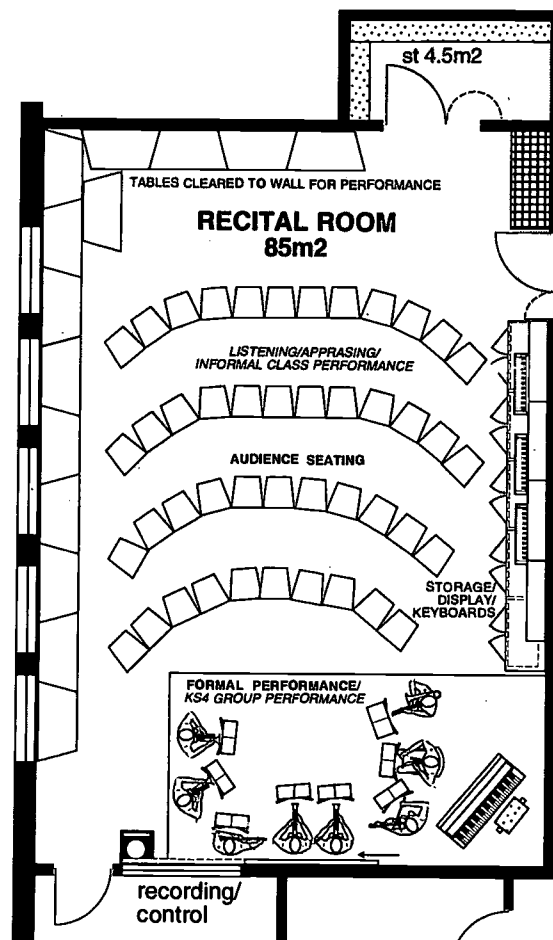 st 4.5m2
TABLES CLEARED TO WALL FOR PERFORMANCE
RECITAL ROOM
85m2
LISTENING/APPRASING/
INFORMAL CLASS PERFORMANCE
AUDIENCE SEATING
STORAGE/
DISPLAY/
KEYBOARDS
FORMAL PERFORMANCE/
KS4 GROUP PERFORMANCE
recording/
control